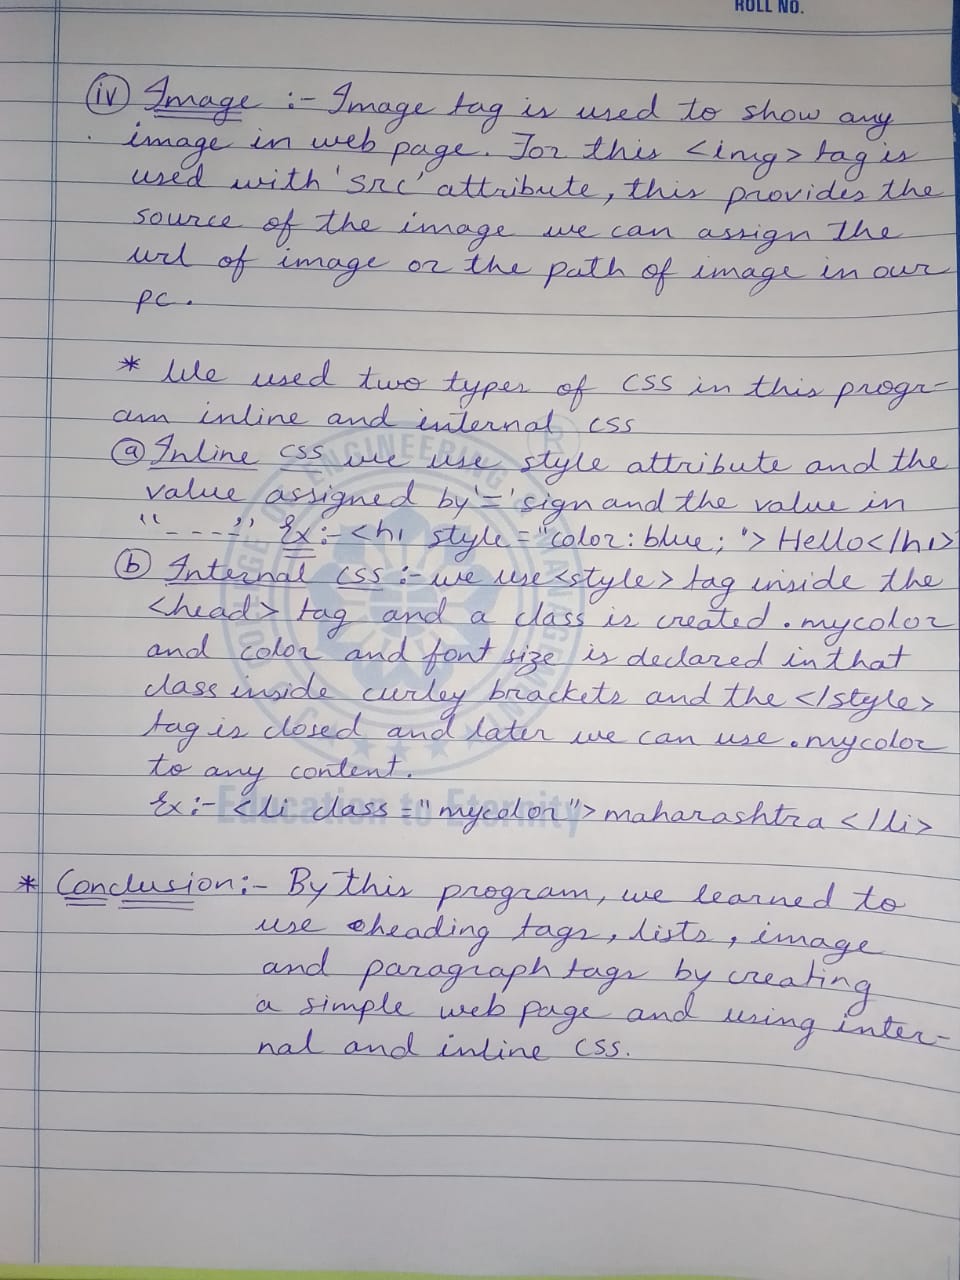 ROLL NO.
(iv) Image :- Image tag is used to show any
image in web page. For this <img> tag is
used with 'src' attribute, this provides the
source of the image we can assign the
url of image or the path of image in our
pc.
* We used two types of CSS in this progr-
am inline and internal css
(a) Inline css we use style attribute and the
value assigned by '=' sign and the value in
"----" Ex:- <h1 style="color: blue; "> Hello</h1>
(b) Internal css :- we use <style> tag inside the
<head> tag and a class is created .mycolor
and color and font size is declared in that
class inside curley brackets and the </style>
tag is closed and later we can use .mycolor
to any content.
Ex:- <li class="mycolor"> maharashtra </li>
Education to Eternity
* Conclusion:- By this program, we learned to
use heading tags, lists, image
and paragraph tags by creating
a simple web page and using inter-
nal and inline CSS.